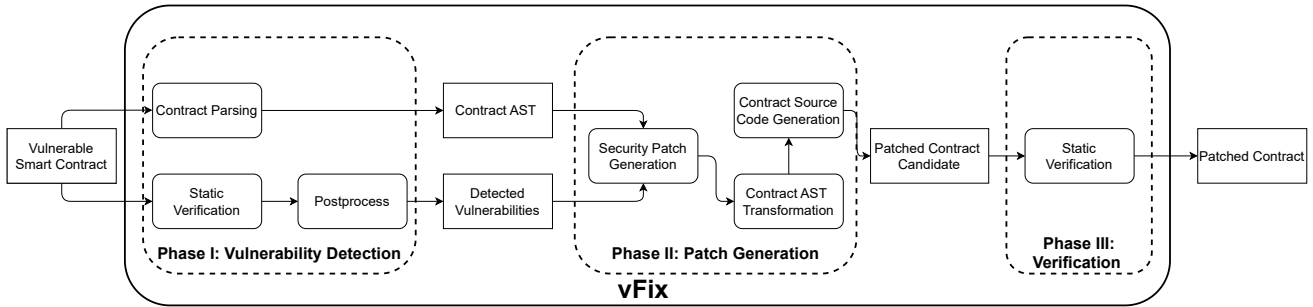 Vulnerable
Smart Contract
Contract Parsing
Static
Verification
Postprocess
Phase I: Vulnerability Detection
Contract AST
Detected
Vulnerabilities
Security Patch
Generation
Contract Source
Code Generation
Contract AST
Transformation
Phase II: Patch Generation
Patched Contract
Candidate
Static
Verification
Phase III:
Verification
Patched Contract
vFix